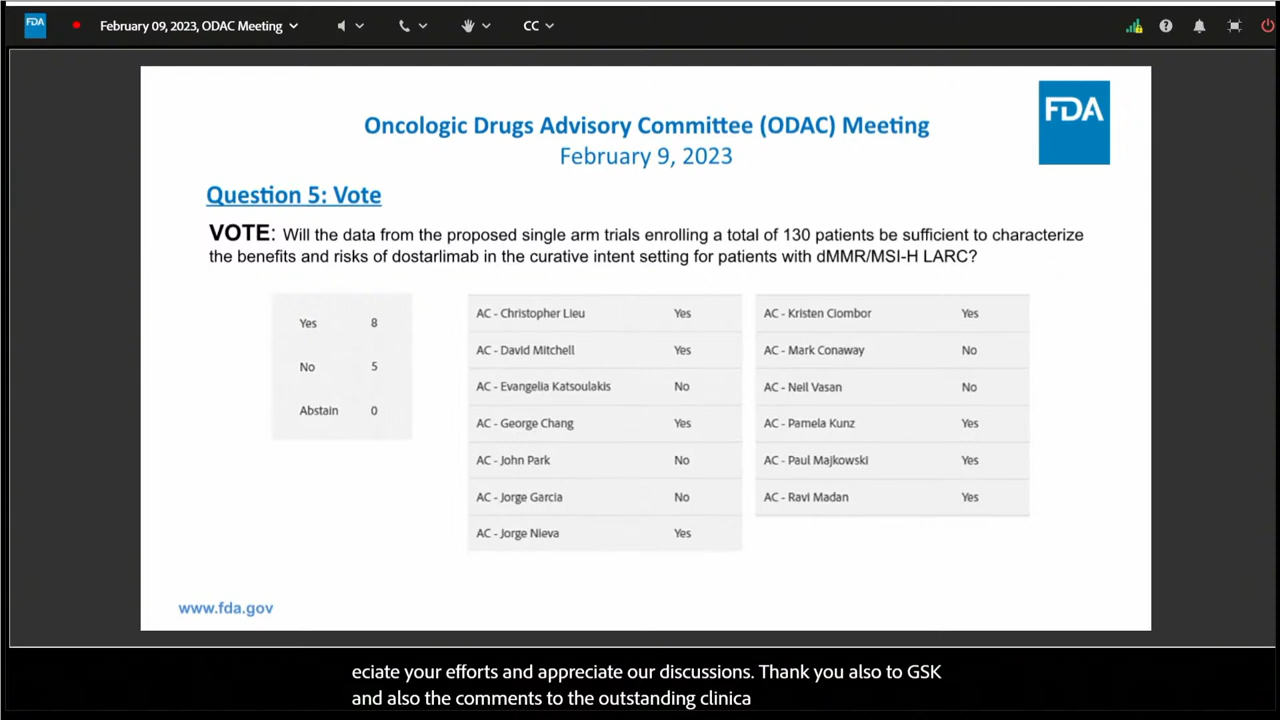 FDA
February 09, 2023, ODAC Meeting
CC
Oncologic Drugs Advisory Committee (ODAC) Meeting
February 9, 2023
FDA
Question 5: Vote
VOTE: Will the data from the proposed single arm trials enrolling a total of 130 patients be sufficient to characterize
the benefits and risks of dostarlimab in the curative intent setting for patients with dMMR/MSI-H LARC?
Yes 8
No 5
Abstain 0
AC - Christopher Lieu Yes
AC - David Mitchell Yes
AC - Evangelia Katsoulakis No
AC - George Chang Yes
AC - John Park No
AC - Jorge Garcia No
AC - Jorge Nieva Yes
AC - Kristen Ciombor Yes
AC - Mark Conaway No
AC - Neil Vasan No
AC - Pamela Kunz Yes
AC - Paul Majkowski Yes
AC - Ravi Madan Yes
www.fda.gov
eciate your efforts and appreciate our discussions. Thank you also to GSK
and also the comments to the outstanding clinica